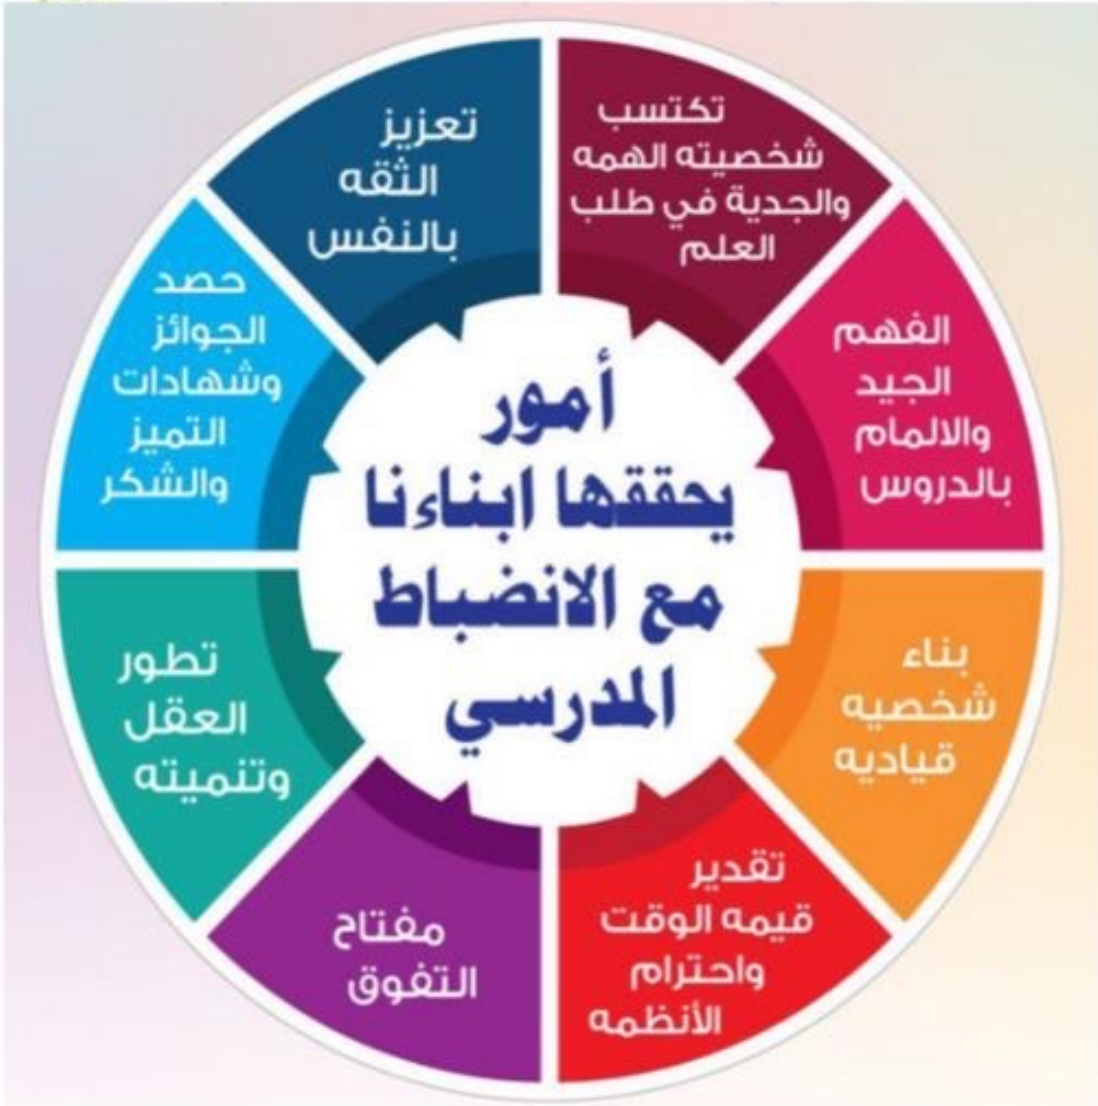 أمور
يحققها ابناءنا
مع الانضباط
المدرسي
تكتسب
شخصيته الهمه
والجدية في طلب
العلم
الفهم
الجيد
والالمام
بالدروس
بناء
شخصيه
قياديه
تقدير
قيمه الوقت
واحترام
الأنظمه
مفتاح
التفوق
تطور
العقل
وتنميته
حصد
الجوائز
وشهادات
التميز
والشكر
تعزيز
الثقه
بالنفس